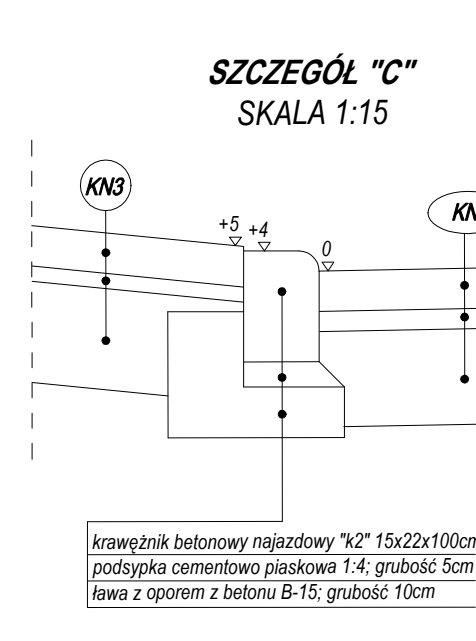 SZCZEGÓŁ "C"
SKALA 1:15
KN3
KN
+5 +4
0
krawężnik betonowy najazdowy "k2" 15x22x100cm
podsypka cementowo piaskowa 1:4; grubość 5cm
ława z oporem z betonu B-15; grubość 10cm